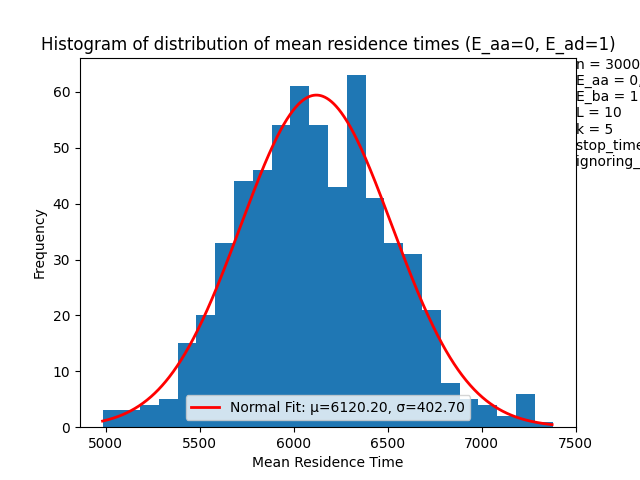 Histogram of distribution of mean residence times (E_aa=0, E_ad=1)
n = 3000
E_aa = 0,
E_ba = 1
L = 10
k = 5
stop_time
ignoring_
Frequency
60
50
40
30
20
10
0
Normal Fit: μ=6120.20, σ=402.70
5000 5500 6000 6500 7000 7500
Mean Residence Time